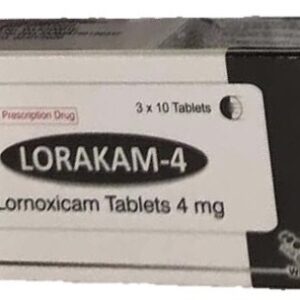 Prescription Drug
3 x 10 Tablets
LORAKAM-4
Lornoxicam Tablets 4 mg